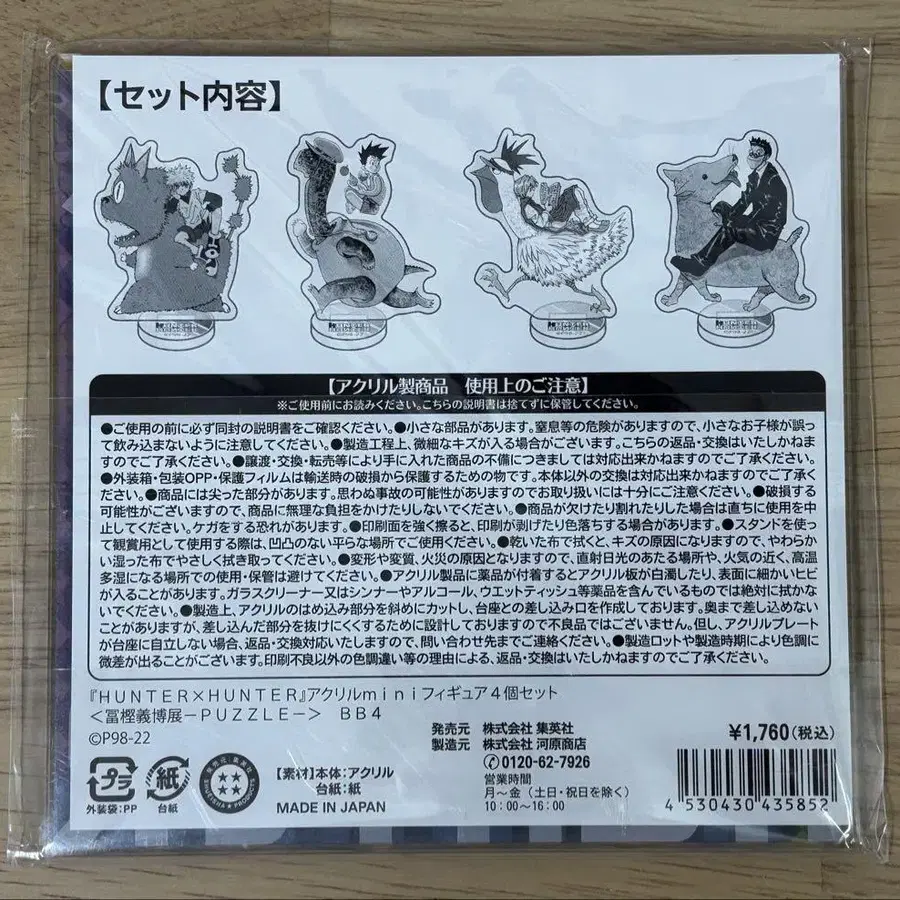 【セット内容】
【アクリル製商品　使用上のご注意】
※ご使用前にお読みください。こちらの説明書は捨てずに保管してください。
●ご使用の前に必ず同封の説明書をご確認ください。●小さな部品があります。窒息等の危険がありますので、小さなお子様が誤っ
て飲み込まないように注意してください。●製造工程上、微細なキズが入る場合がございます。こちらの返品・交換はいたしかねま
すのでご了承ください。●譲渡・交換・転売等により手に入れた商品の不備につきましては対応出来かねますのでご了承ください。
●外装箱・包装OPP・保護フィルムは輸送時の破損から保護するための物です。本体以外の交換は対応出来かねますのでご了承く
ださい。●商品には尖った部分があります。思わぬ事故の可能性がありますのでお取り扱いには十分にご注意ください。●破損する
可能性がございますので、商品に無理な負担をかけたりしないでください。●商品が欠けたり割れたりした場合は直ちに使用を中
止してください。ケガをする恐れがあります。●印刷面を強く擦ると、印刷が剥げたり色落ちする場合があります。●スタンドを使っ
て観賞用として使用する際は、凹凸のない平らな場所でご使用ください。●乾いた布で拭くと、キズの原因になりますので、やわらか
い湿った布でやさしく拭き取ってください。●変形や変質、火災の原因となりますので、直射日光のあたる場所や、火気の近く、高温
多湿になる場所での使用・保管は避けてください。●アクリル製品に薬品が付着するとアクリル板が白濁したり、表面に細かいヒビ
が入ることがあります。ガラスクリーナー又はシンナーやアルコール、ウエットティッシュ等薬品を含んでいるものでは絶対に拭かな
いでください。●製造上、アクリルのはめ込み部分を斜めにカットし、台座との差し込み口を作成しております。奥まで差し込めない
ことがありますが、差し込んだ部分を抜けにくくするために設計しておりますので不良品ではございません。但し、アクリルプレート
が台座に自立しない場合、返品・交換対応いたしますので、問い合わせ先までご連絡ください。●製造ロットや製造時期により色調に
微差が出ることがございます。印刷不良以外の色調違い等の理由による、返品・交換はいたしかねますのでご了承ください。
『HUNTER×HUNTER』アクリルminiフィギュア4個セット
＜冨樫義博展－PUZZLE－＞　BB4
©P98-22
発売元　株式会社 集英社
製造元　株式会社 河原商店
0120-62-7926
営業時間
月～金（土日・祝日を除く）
10:00～16:00
¥1,760(税込)
4 530430 435852
プラ
外装袋:PP
紙
台紙
発売元:集英社
SHUEISHA PRODUCTS
【素材】本体:アクリル
台紙:紙
MADE IN JAPAN